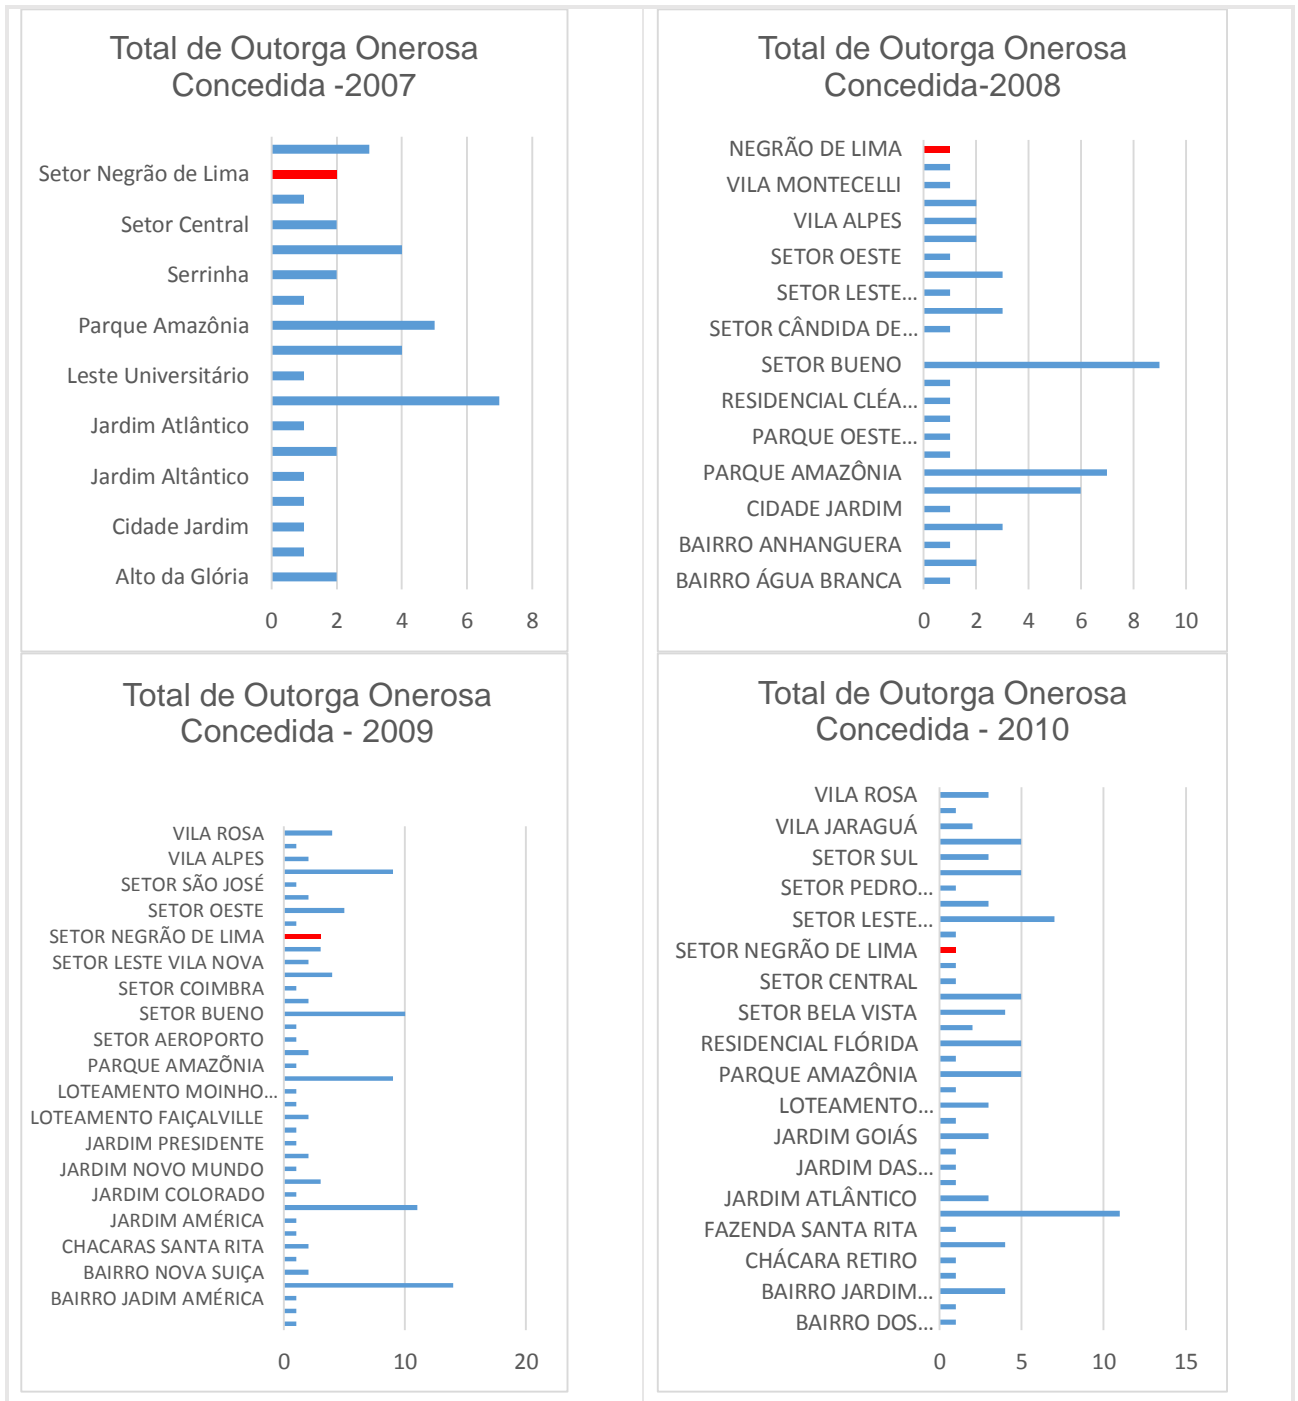 Total de Outorga Onerosa
Concedida -2007
Setor Negrão de Lima
Setor Central
Serrinha
Parque Amazônia
Leste Universitário
Jardim Atlântico
Jardim Altântico
Cidade Jardim
Alto da Glória
0 2 4 6 8
Total de Outorga Onerosa
Concedida-2008
NEGRÃO DE LIMA
VILA MONTECELLI
VILA ALPES
SETOR OESTE
SETOR LESTE...
SETOR CÂNDIDA DE...
SETOR BUENO
RESIDENCIAL CLÉA...
PARQUE OESTE...
PARQUE AMAZÔNIA
CIDADE JARDIM
BAIRRO ANHANGUERA
BAIRRO ÁGUA BRANCA
0 2 4 6 8 10
Total de Outorga Onerosa
Concedida - 2009
VILA ROSA
VILA ALPES
SETOR SÃO JOSÉ
SETOR OESTE
SETOR NEGRÃO DE LIMA
SETOR LESTE VILA NOVA
SETOR COIMBRA
SETOR BUENO
SETOR AEROPORTO
PARQUE AMAZÕNIA
LOTEAMENTO MOINHO...
LOTEAMENTO FAIÇALVILLE
JARDIM PRESIDENTE
JARDIM NOVO MUNDO
JARDIM COLORADO
JARDIM AMÉRICA
CHACARAS SANTA RITA
BAIRRO NOVA SUIÇA
BAIRRO JADIM AMÉRICA
0 10 20
Total de Outorga Onerosa
Concedida - 2010
VILA ROSA
VILA JARAGUÁ
SETOR SUL
SETOR PEDRO...
SETOR LESTE...
SETOR NEGRÃO DE LIMA
SETOR CENTRAL
SETOR BELA VISTA
RESIDENCIAL FLÓRIDA
PARQUE AMAZÔNIA
LOTEAMENTO...
JARDIM GOIÁS
JARDIM DAS...
JARDIM ATLÂNTICO
FAZENDA SANTA RITA
CHÁCARA RETIRO
BAIRRO JARDIM...
BAIRRO DOS...
0 5 10 15